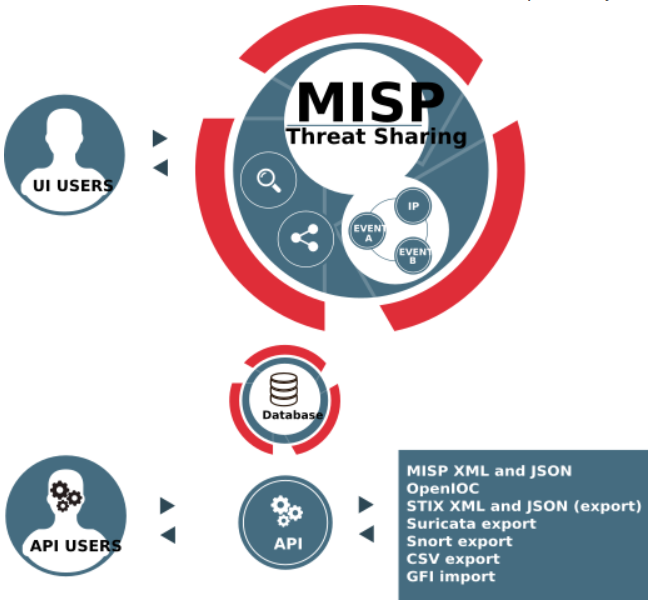 MISP
Threat Sharing
UI USERS
IP
EVENT
A
EVENT
B
Database
API USERS
API
MISP XML and JSON
OpenIOC
STIX XML and JSON (export)
Suricata export
Snort export
CSV export
GFI import